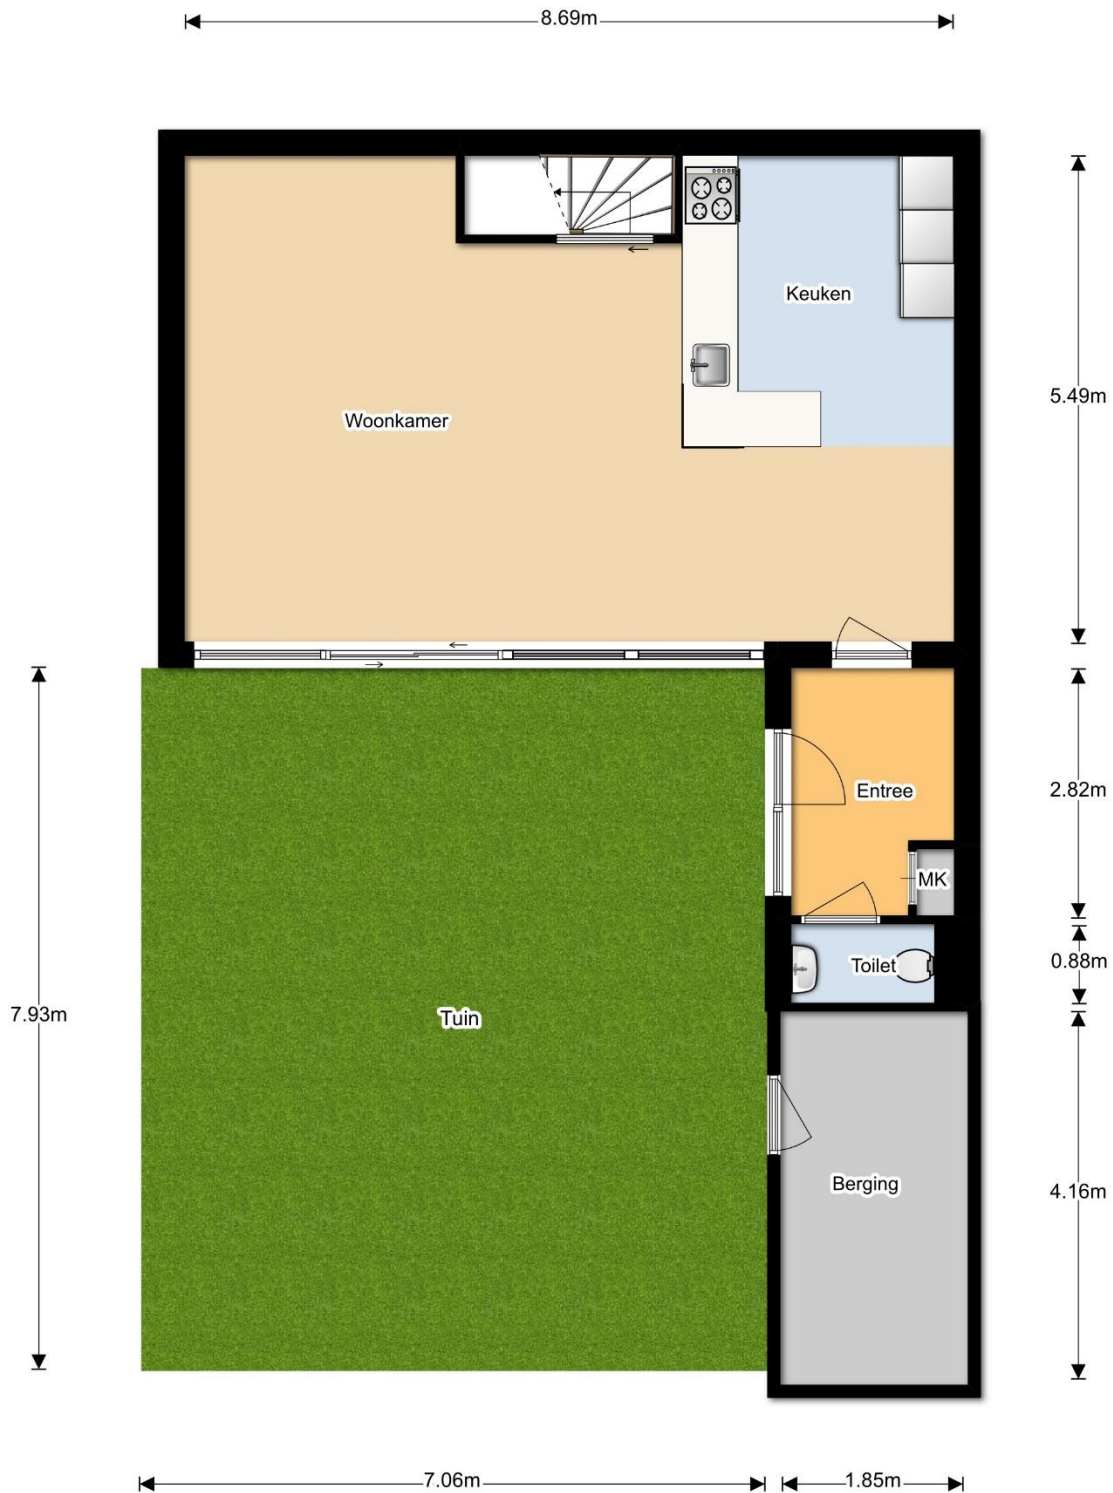 8.69m
Keuken
5.49m
Woonkamer
2.82m
Entree
MK
Toilet
0.88m
7.93m
Tuin
4.16m
Berging
7.06m
1.85m